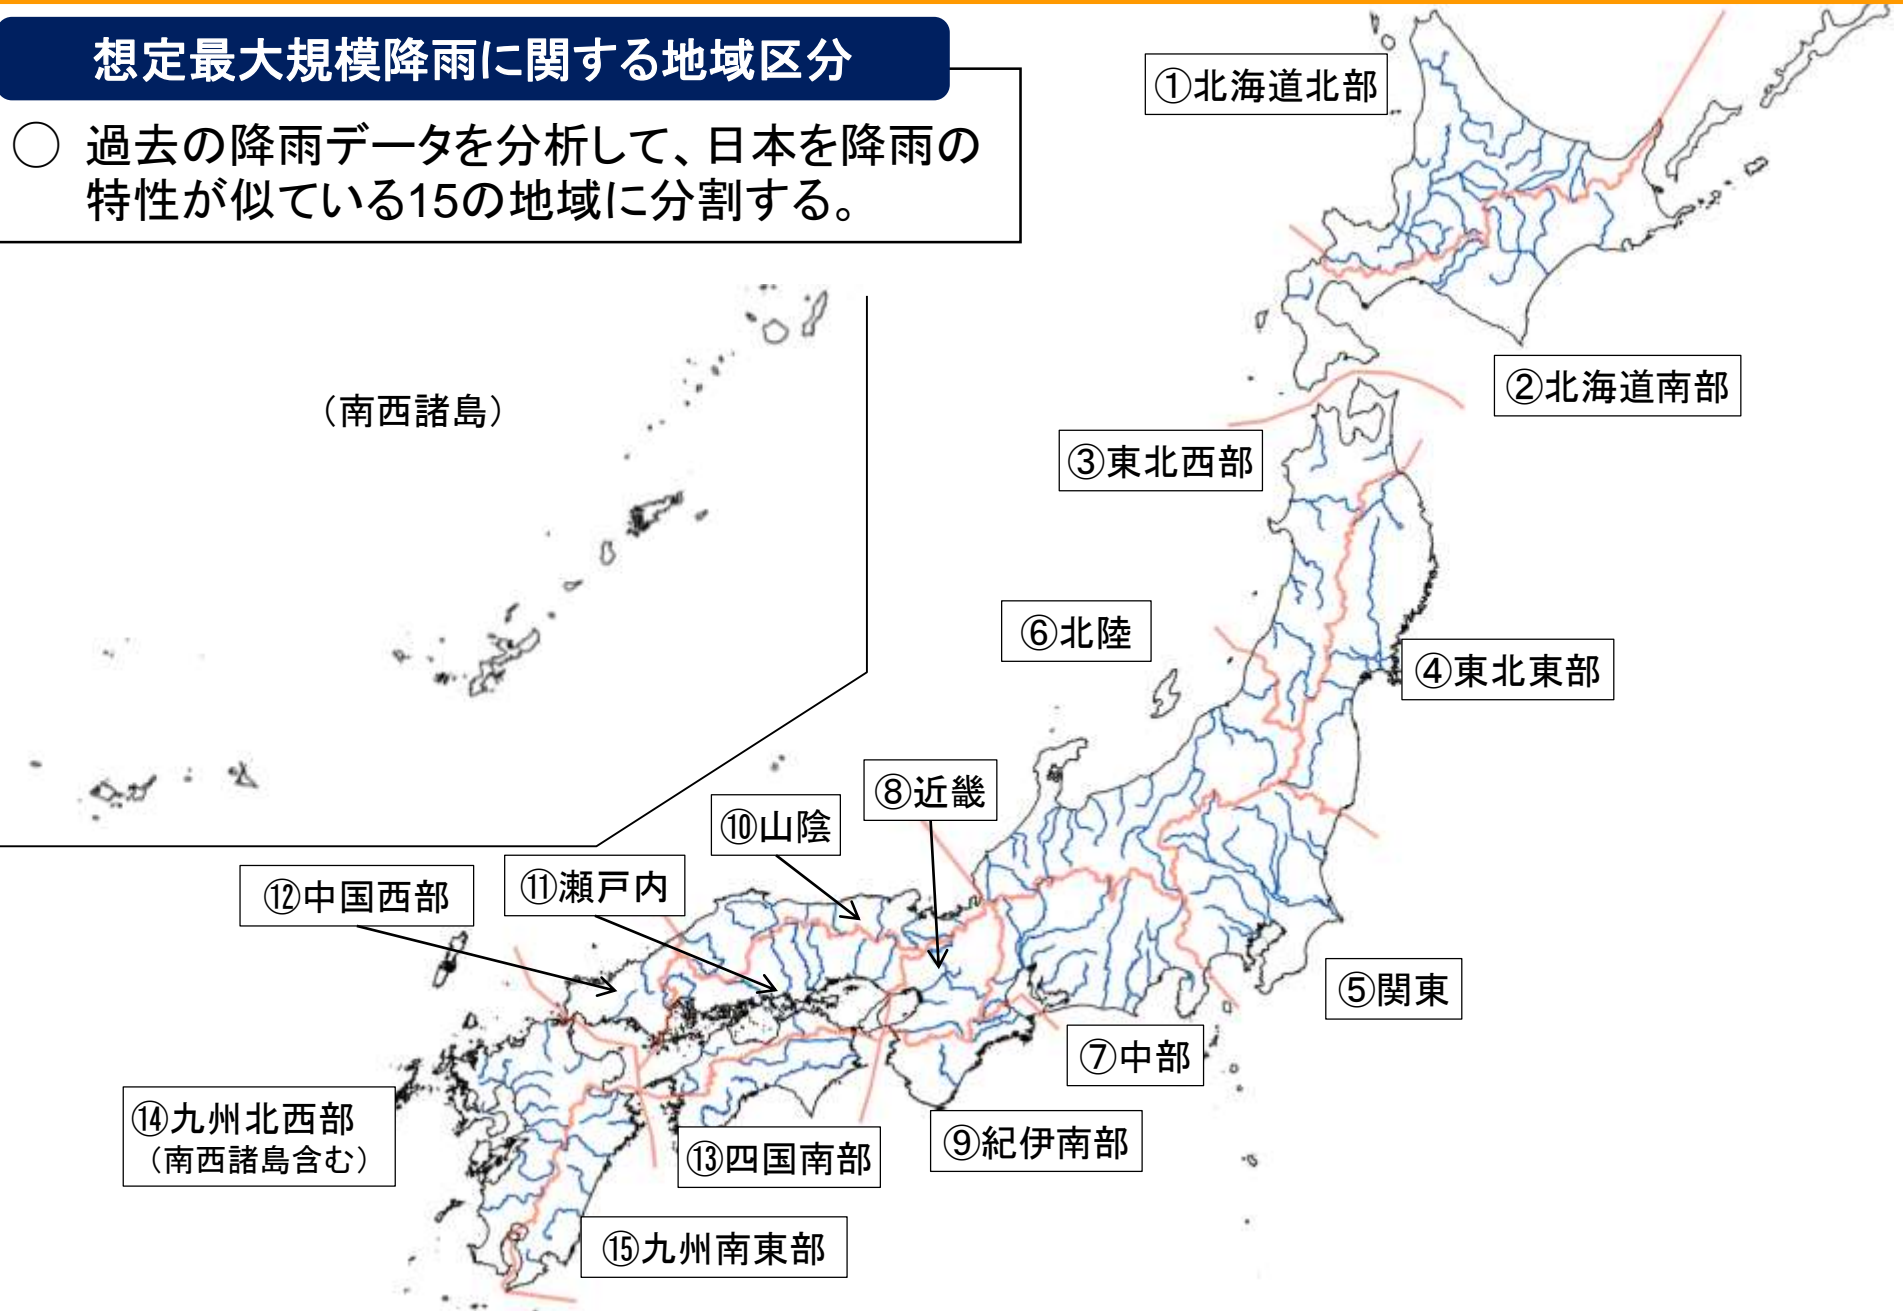 想定最大規模降雨に関する地域区分
○ 過去の降雨データを分析して、日本を降雨の
特性が似ている15の地域に分割する。
（南西諸島）
①北海道北部
②北海道南部
③東北西部
④東北東部
⑤関東
⑥北陸
⑦中部
⑧近畿
⑨紀伊南部
⑩山陰
⑪瀬戸内
⑫中国西部
⑬四国南部
⑭九州北西部
（南西諸島含む）
⑮九州南東部